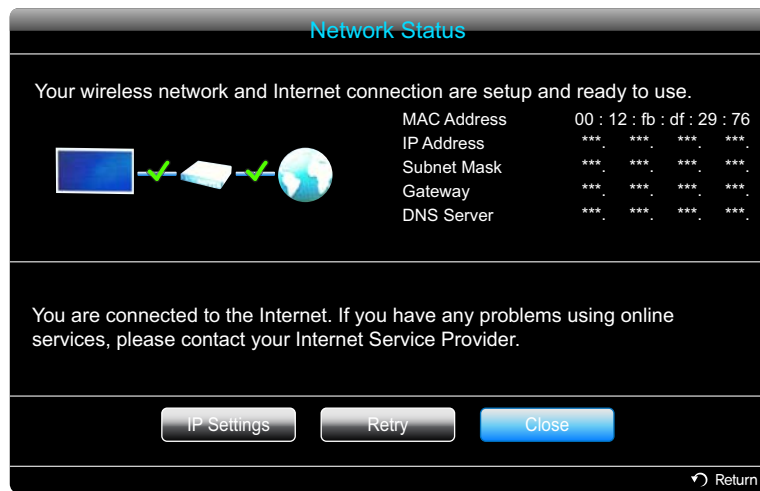 Network Status
Your wireless network and Internet connection are setup and ready to use.
MAC Address 00 : 12 : fb : df : 29 : 76
IP Address ***. ***. ***. ***.
Subnet Mask ***. ***. ***. ***.
Gateway ***. ***. ***. ***.
DNS Server ***. ***. ***. ***.
You are connected to the Internet. If you have any problems using online
services, please contact your Internet Service Provider.
IP Settings Retry Close
Return